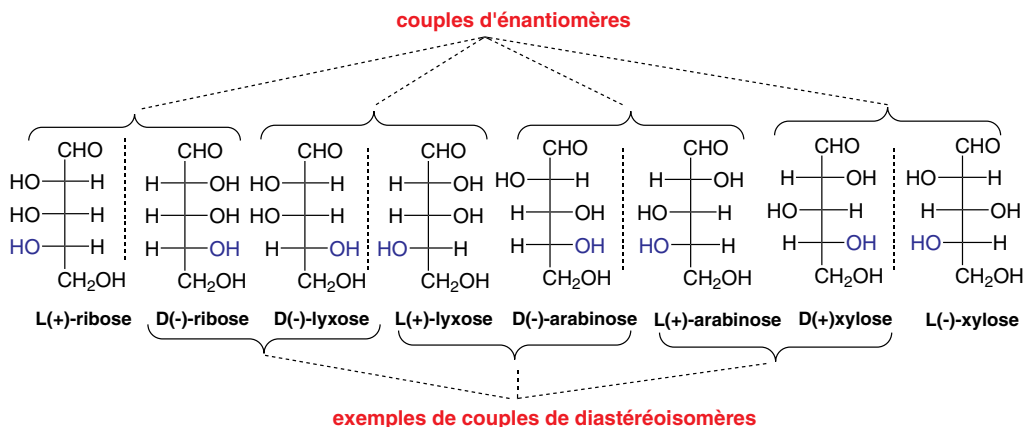 couples d'énantiomères
CHO CHO CHO CHO CHO CHO CHO CHO
HO H H OH HO H H OH HO H H OH H OH HO H
HO H H OH HO H H OH H OH HO H HO H H OH
HO H H OH H OH HO H H OH HO H H OH HO H
CH2OH CH2OH CH2OH CH2OH CH2OH CH2OH CH2OH CH2OH
L(+)-ribose D(-)-ribose D(-)-lyxose L(+)-lyxose D(-)-arabinose L(+)-arabinose D(+)xylose L(-)-xylose
exemples de couples de diastéréoisomères